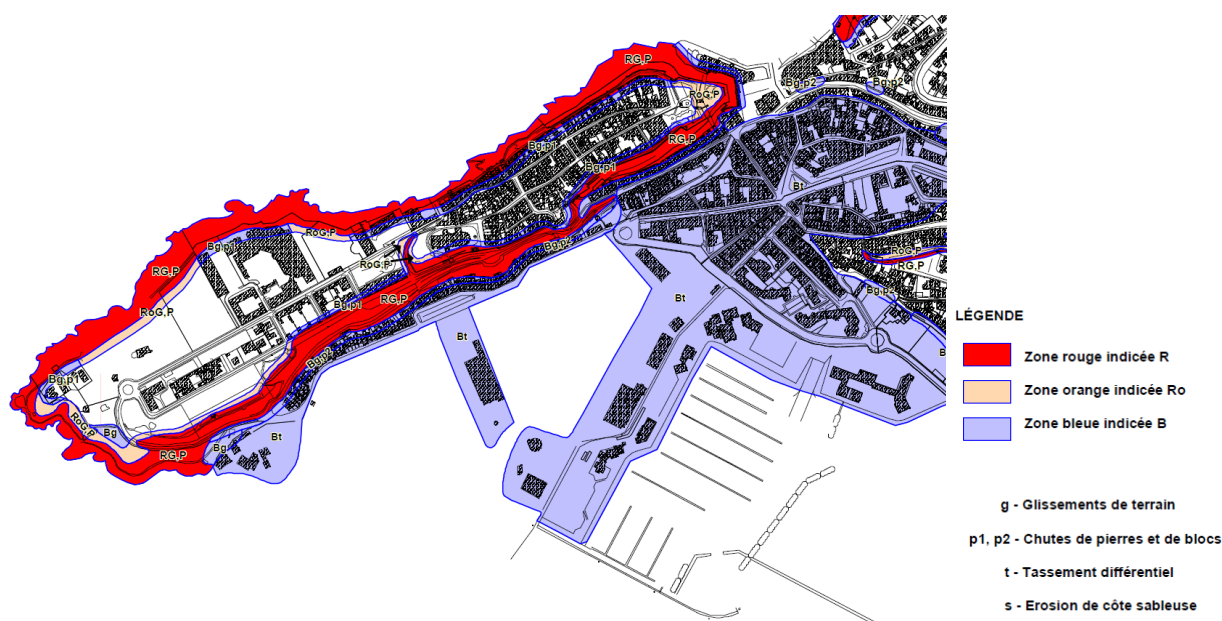 RG,P
RoG,P
Bg,p2
Bg,p2
RG,P
Bg,p1
Bg,p1
Bt
RoG,P
Bg,p1
Bg,p2
RoG,P
RG,P
RoG,P
RG,P
Bg,p2
RG,P
Bg,p1
RoG,P
Bt
Bt
Bg,p2
B
Bg,p1
RoG,P
Bg
Bt
Bg
RG,P
s
LÉGENDE
Zone rouge indicée R
Zone orange indicée Ro
Zone bleue indicée B
g - Glissements de terrain
p1, p2 - Chutes de pierres et de blocs
t - Tassement différentiel
s - Erosion de côte sableuse